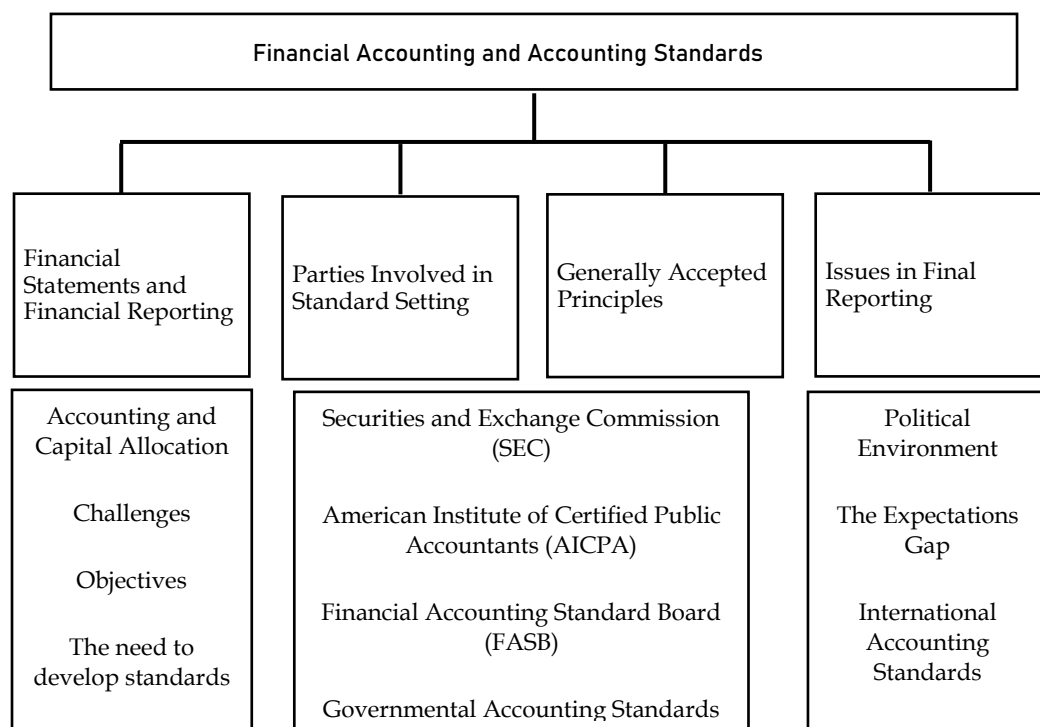 Financial Accounting and Accounting Standards
Financial
Statements and
Financial Reporting
Parties Involved in
Standard Setting
Generally Accepted
Principles
Issues in Final
Reporting
Accounting and
Capital Allocation
Challenges
Objectives
The need to
develop standards
Securities and Exchange Commission
(SEC)
American Institute of Certified Public
Accountants (AICPA)
Financial Accounting Standard Board
(FASB)
Governmental Accounting Standards
Political
Environment
The Expectations
Gap
International
Accounting
Standards